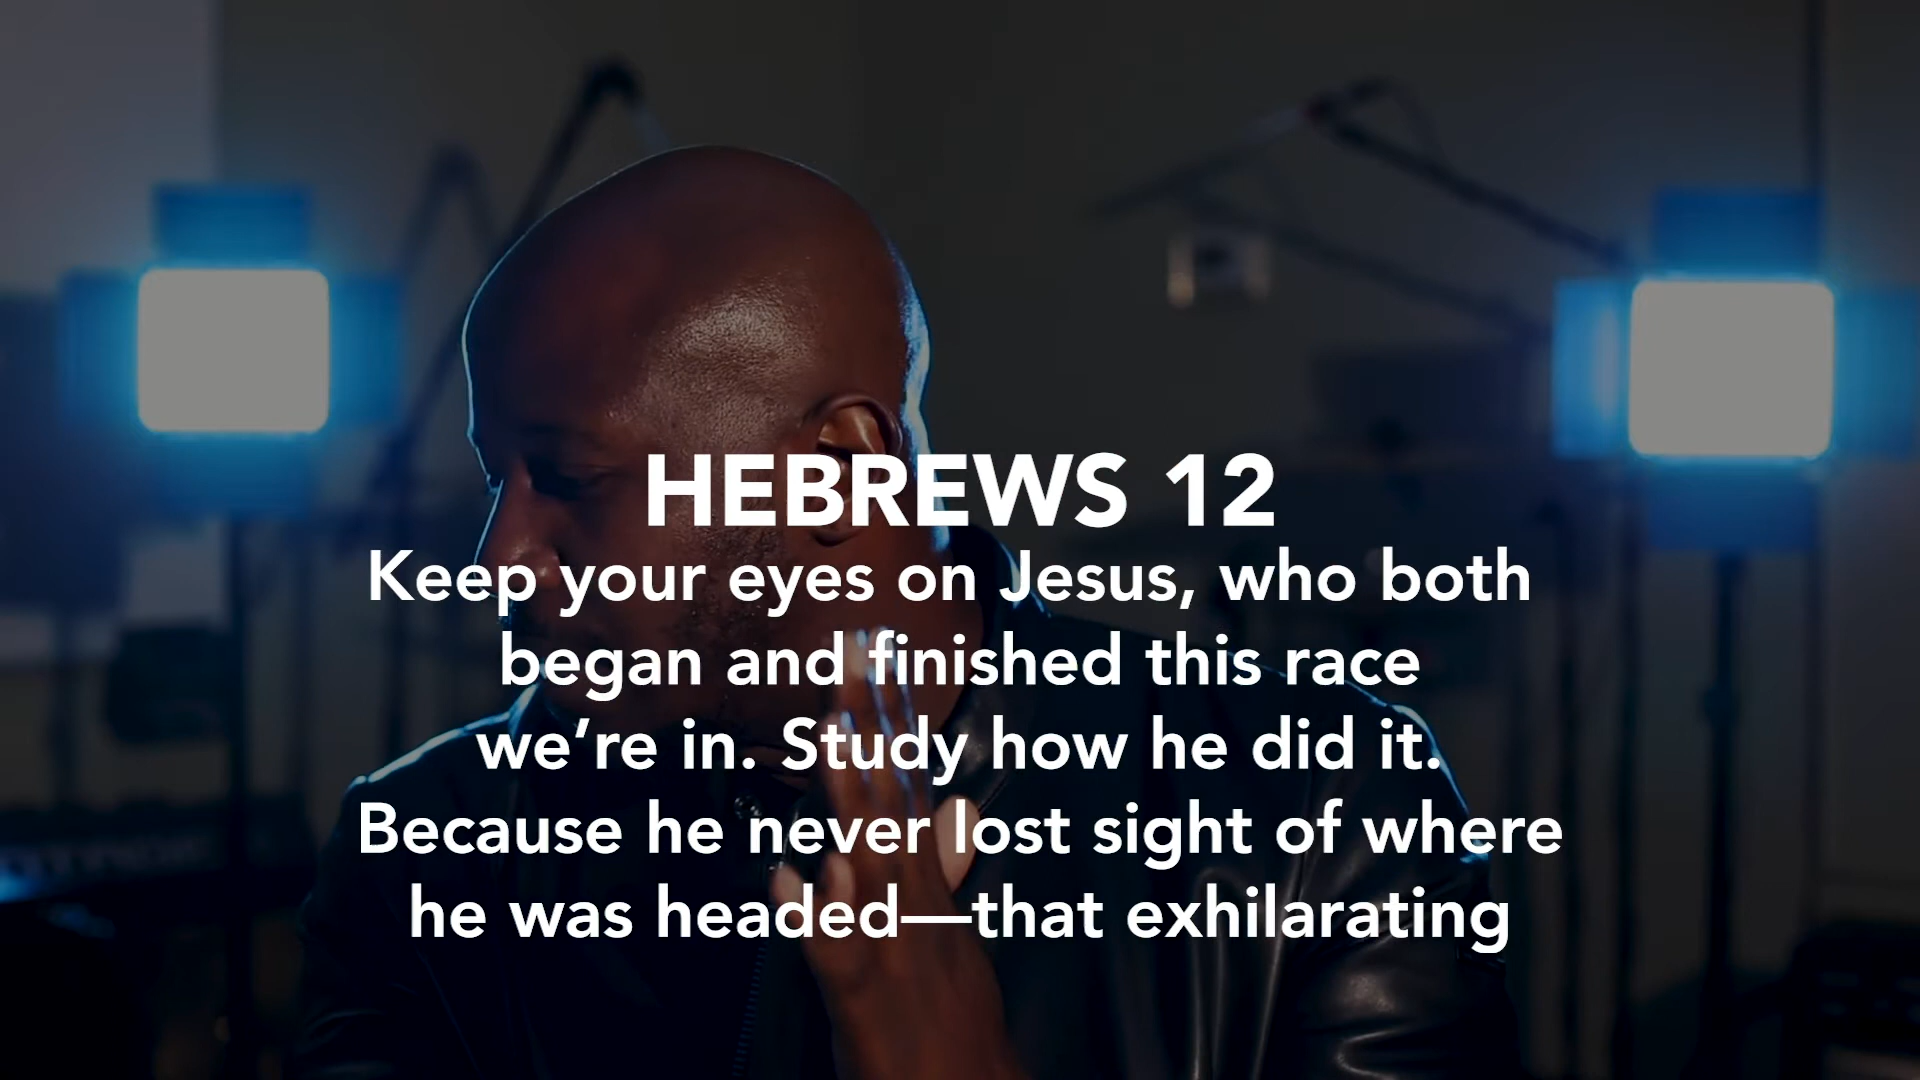 HEBREWS 12
Keep your eyes on Jesus, who both
began and finished this race
we’re in. Study how he did it.
Because he never lost sight of where
he was headed—that exhilarating